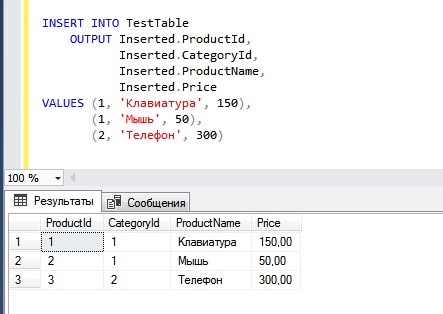 INSERT INTO TestTable
OUTPUT Inserted.ProductId,
Inserted.CategoryId,
Inserted.ProductName,
Inserted.Price
VALUES (1, 'Клавиатура', 150),
(1, 'Мышь', 50),
(2, 'Телефон', 300)
100 %
Результаты Сообщения
ProductId CategoryId ProductName Price
1 1 1 Клавиатура 150,00
2 2 1 Мышь 50,00
3 3 2 Телефон 300,00